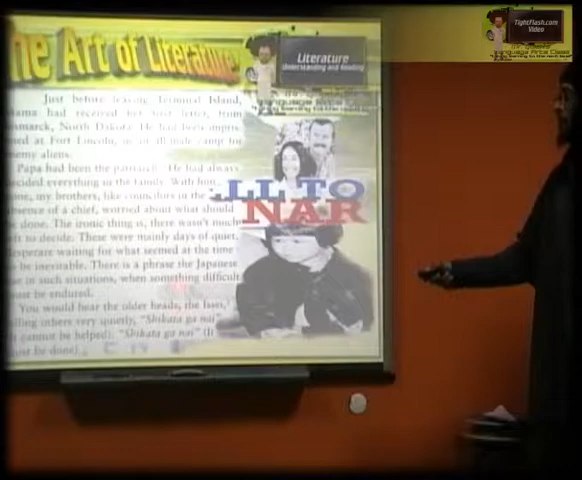 The Art of Literature
Literature
Understanding and Reading
TightFlash.com
Video
Language Arts Class
Just before leaving Terminal Island,
Mama had received her first letter, from
Bismarck, North Dakota. He had been
at Fort Lincoln, in an camp for
enemy aliens.
Papa had been the patriarch. He had always
decided everything in the family. With him
my brothers, like councilors in the
absence of a chief, worried about what should
be done. The ironic thing is, there wasn't much
left to decide. These were mainly days of quiet,
desperate waiting for what seemed at the time
to be inevitable. There is a phrase the Japanese
use in such situations, when something difficult
must be endured.
You would hear the older heads, the Issei,
telling others very quietly, "Shikata ga nai" (It
cannot be helped). "Shikata ga nai" (It
must be done).
LL TO
NAR